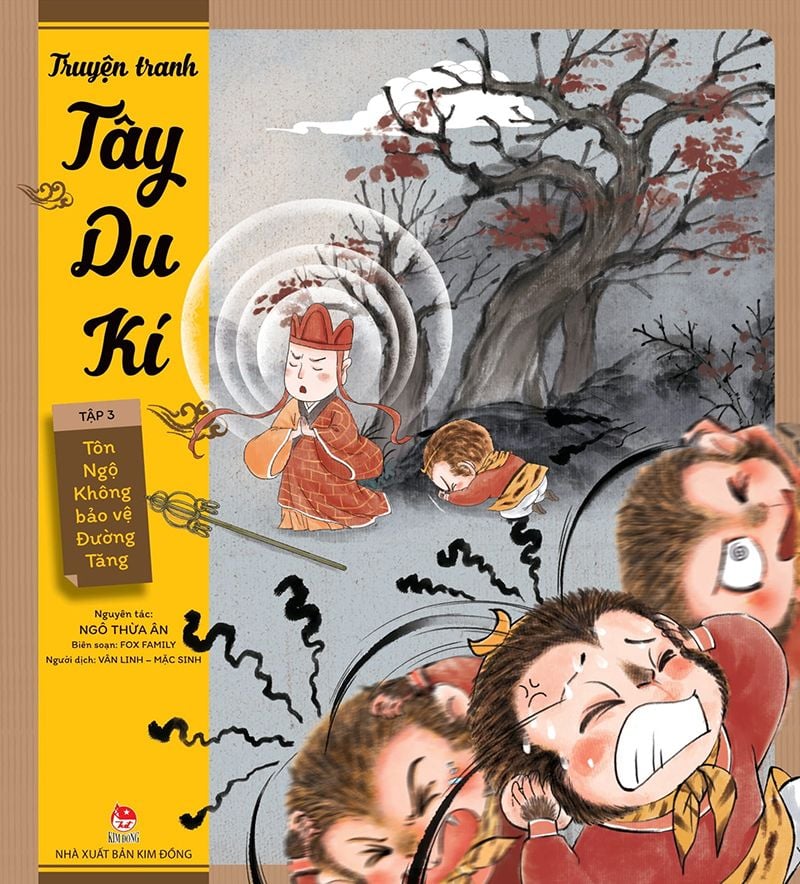 Truyện tranh
Tây
Du
Kí
TẬP 3
Tôn
Ngộ
Không
bảo vệ
Đường
Tăng
Nguyên tác:
NGÔ THỪA ÂN
Biên soạn: FOX FAMILY
Người dịch: VÂN LINH – MẶC SINH
KIM ĐỒNG
NHÀ XUẤT BẢN KIM ĐỒNG